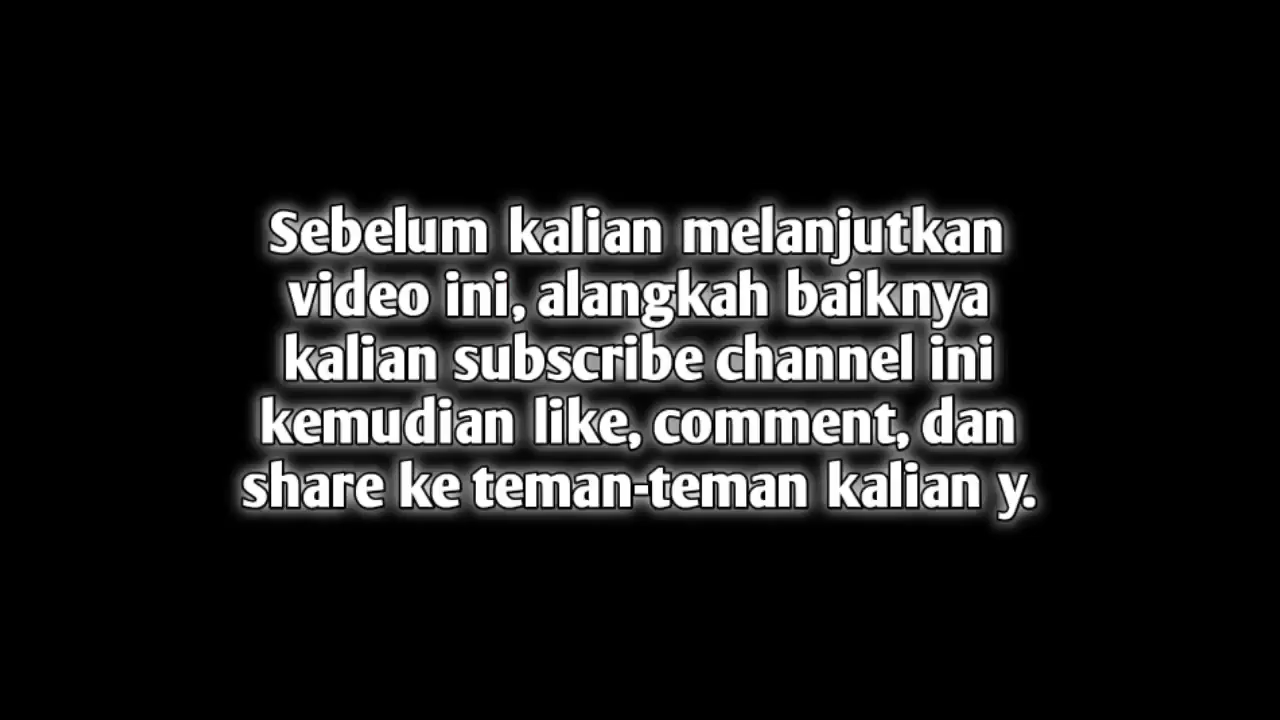 Sebelum kalian melanjutkan
video ini, alangkah baiknya
kalian subscribe channel ini
kemudian like, comment, dan
share ke teman-teman kalian y.